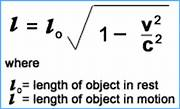 l = l₀ √(1 - v²/c²)
where
l₀ = length of object in rest
l = length of object in motion